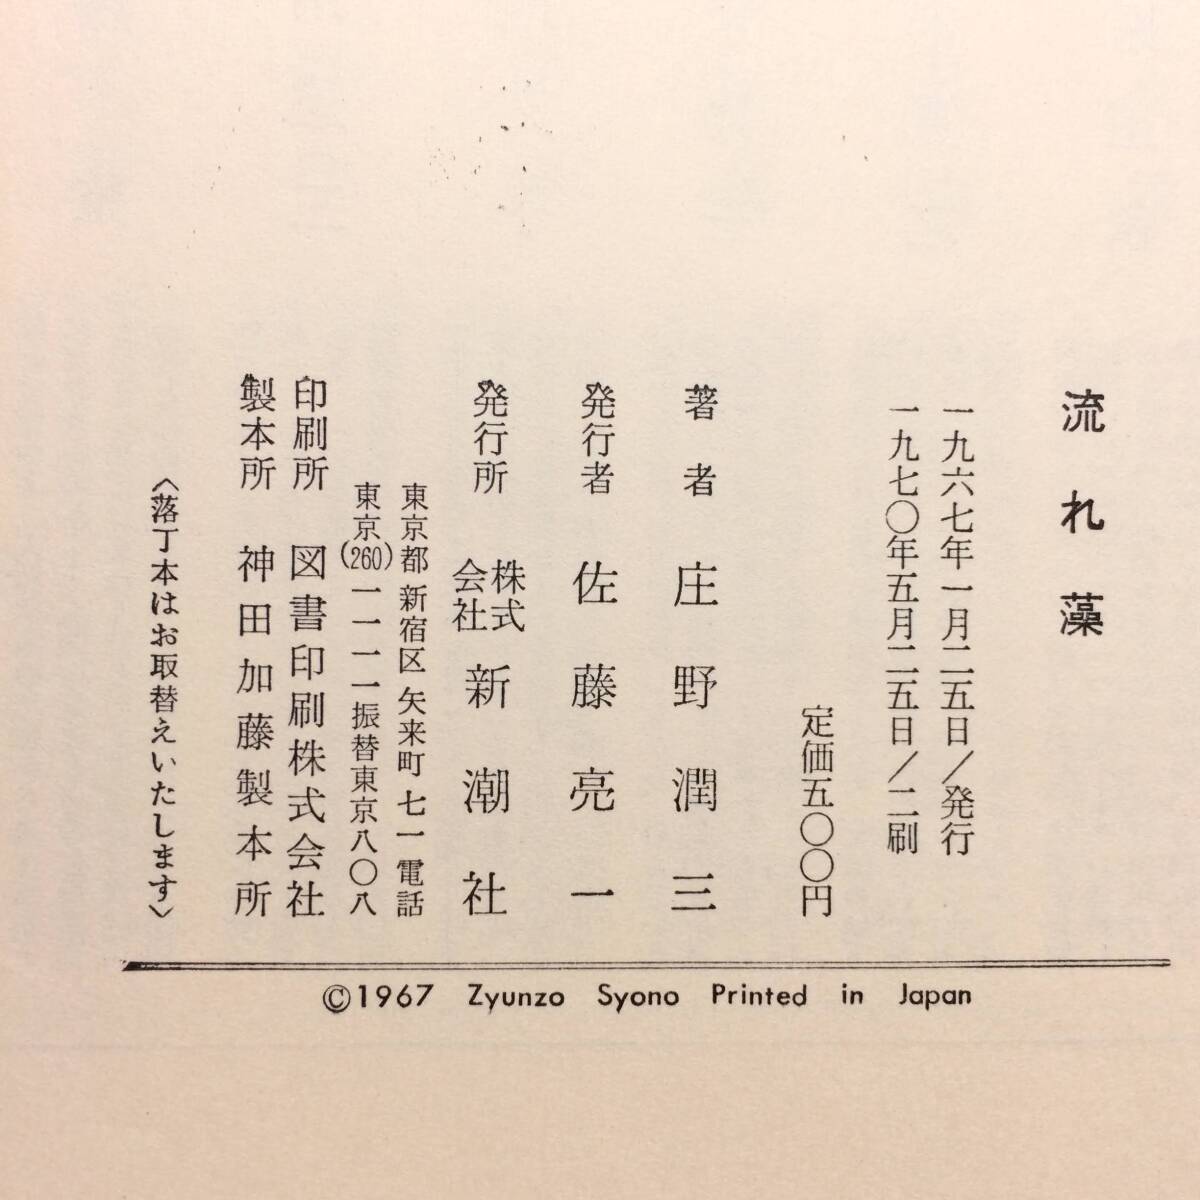 流れ藻
一九六七年一月二五日/発行
一九七〇年五月二五日/二刷
定価五〇〇円
著者 庄野潤三
発行者 佐藤亮一
発行所 株式会社 新潮社
東京都新宿区矢来町七一電話
東京(260)一一一一振替東京八〇八
印刷所 図書印刷株式会社
製本所 神田加藤製本所
〈落丁本はお取替えいたします〉
©1967 Zyunzo Syono Printed in Japan